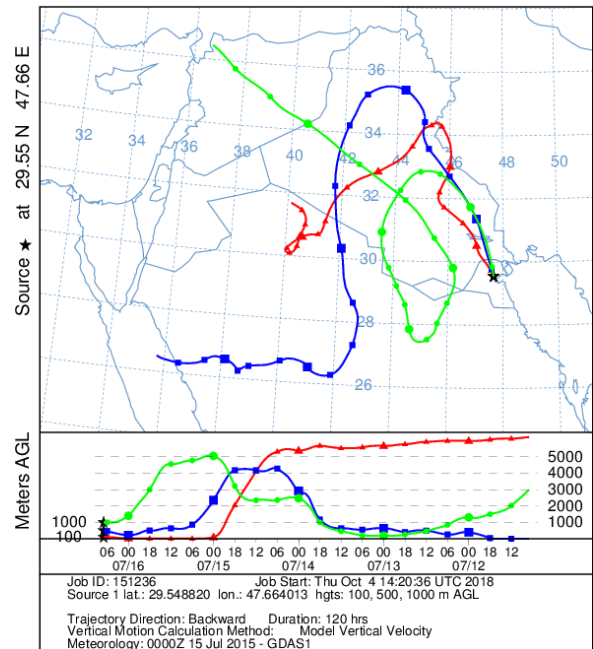 Source ★ at 29.55 N 47.66 E
36
34
32
34
36
38
40
42
44
46
48
50
32
30
28
26
Meters AGL
5000
4000
3000
2000
1000
1000
100
06 00 18 12 06 00 18 12 06 00 18 12 06 00 18 12 06 00 18 12
07/16 07/15 07/14 07/13 07/12
Job ID: 151236 Job Start: Thu Oct 4 14:20:36 UTC 2018
Source 1 lat.: 29.548820 lon.: 47.664013 hgts: 100, 500, 1000 m AGL
Trajectory Direction: Backward Duration: 120 hrs
Vertical Motion Calculation Method: Model Vertical Velocity
Meteorology: 0000Z 15 Jul 2015 - GDAS1